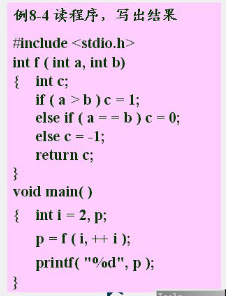 例8-4 读程序，写出结果
#include <stdio.h>
int f ( int a, int b)
{ int c;
if ( a > b ) c = 1;
else if ( a = = b ) c = 0;
else c = -1;
return c;
}
void main( )
{ int i = 2, p;
p = f ( i, ++ i );
printf( "%d", p );
}